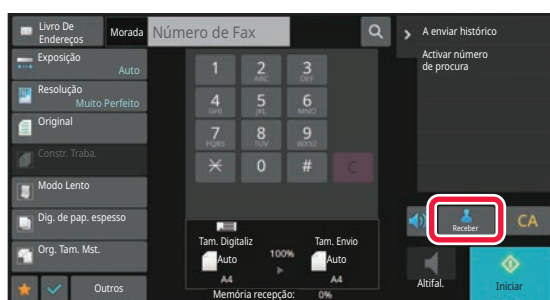 Livro De
Endereços
Morada
Número de Fax
Exposição
Auto
Resolução
Muito Perfeito
Original
Constr. Traba.
Modo Lento
Dig. de pap. espesso
Org. Tam. Mst.
Outros
1
2
ABC
3
DEF
4
GHI
5
JKL
6
MNO
7
PQRS
8
TUV
9
WXYZ
0
#
C
Tam. Digitaliz
Auto
A4
100%
Tam. Envio
Auto
A4
Memória recepção:
0%
A enviar histórico
Activar número
de procura
Receber
CA
Altifal.
Iniciar